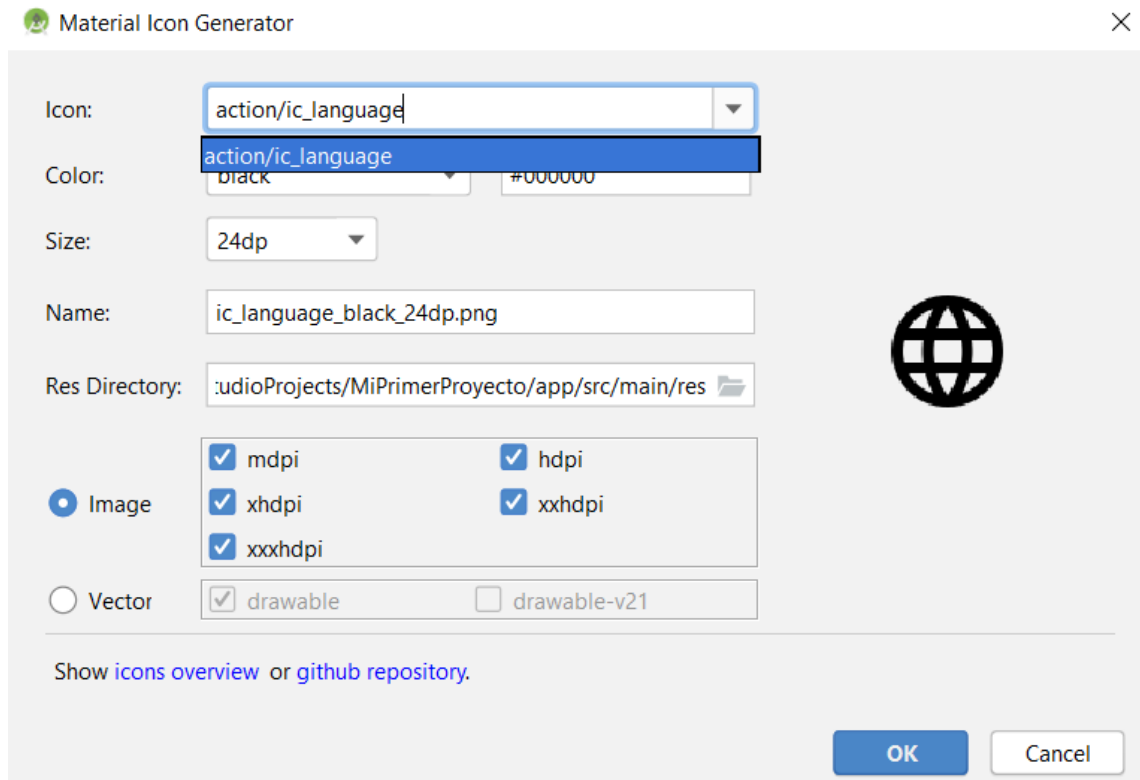 Material Icon Generator
Icon: action/ic_language
action/ic_language
Color: black #000000
Size: 24dp
Name: ic_language_black_24dp.png
Res Directory: :udioProjects/MiPrimerProyecto/app/src/main/res
mdpi hdpi
Image xhdpi xxhdpi
xxxhdpi
Vector drawable drawable-v21
Show icons overview or github repository.
OK Cancel